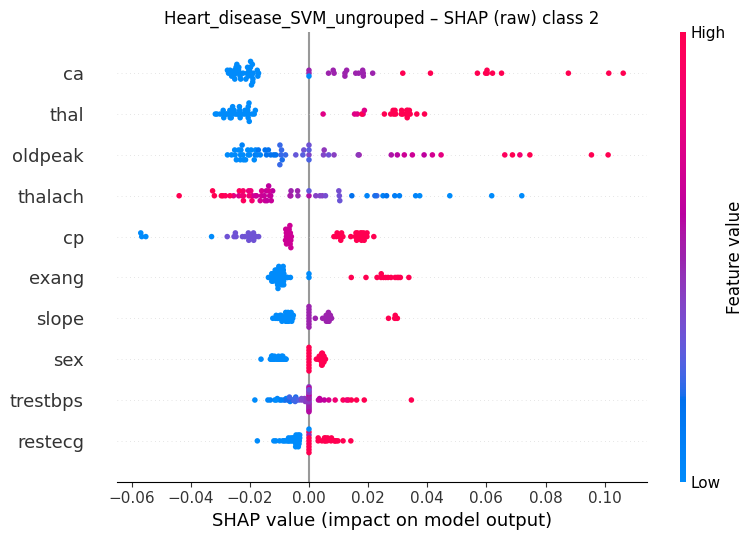 Heart_disease_SVM_ungrouped – SHAP (raw) class 2
High
ca
thal
oldpeak
thalach
cp
exang
slope
sex
trestbps
restecg
Feature value
Low
−0.06 −0.04 −0.02 0.00 0.02 0.04 0.06 0.08 0.10
SHAP value (impact on model output)